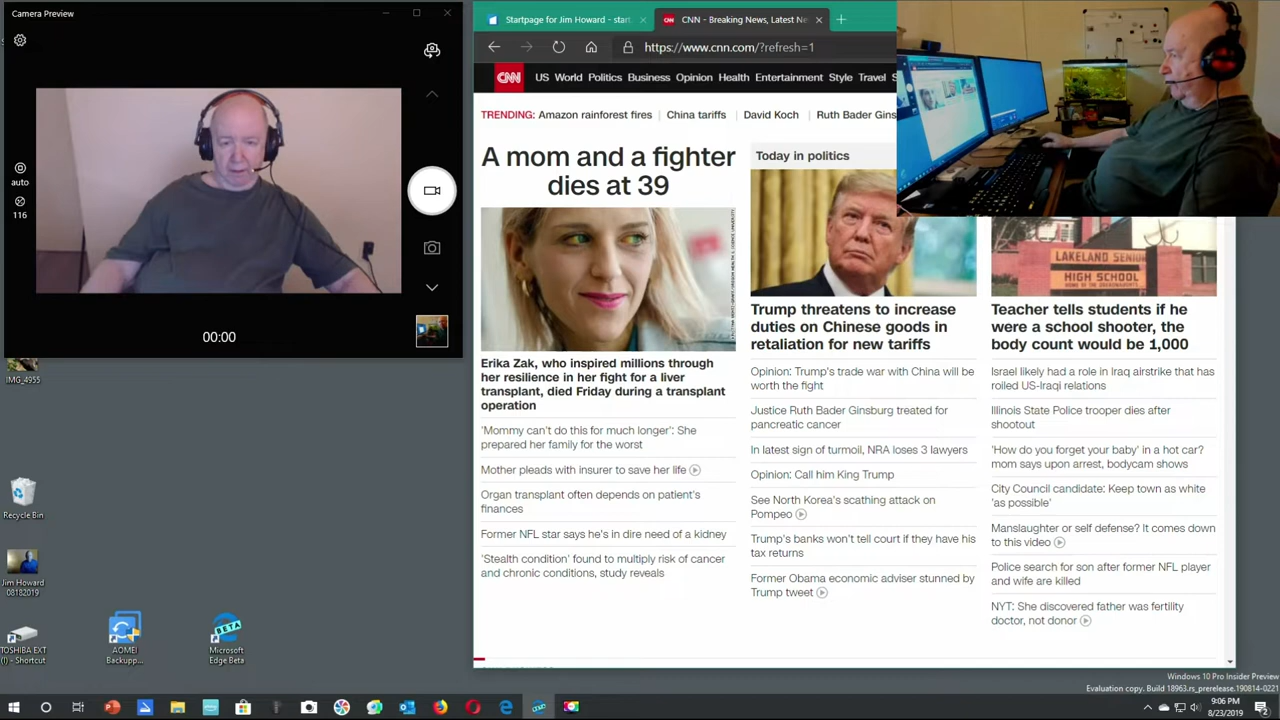 Camera Preview
auto
116
00:00
IMG_4955
Recycle Bin
Jim Howard
08182019
TOSHIBA EXT
(I) - Shortcut
AOMEI
Backupp...
BETA
Microsoft
Edge Beta
Startpage for Jim Howard - start
CNN - Breaking News, Latest Ne
https://www.cnn.com/?refresh=1
CNN
US World Politics Business Opinion Health Entertainment Style Travel
TRENDING: Amazon rainforest fires China tariffs David Koch Ruth Bader Gins
A mom and a fighter
dies at 39
Erika Zak, who inspired millions through
her resilience in her fight for a liver
transplant, died Friday during a transplant
operation
'Mommy can't do this for much longer': She
prepared her family for the worst
Mother pleads with insurer to save her life
Organ transplant often depends on patient's
finances
Former NFL star says he's in dire need of a kidney
'Stealth condition' found to multiply risk of cancer
and chronic conditions, study reveals
Today in politics
Trump threatens to increase
duties on Chinese goods in
retaliation for new tariffs
Opinion: Trump's trade war with China will be
worth the fight
Justice Ruth Bader Ginsburg treated for
pancreatic cancer
In latest sign of turmoil, NRA loses 3 lawyers
Opinion: Call him King Trump
See North Korea's scathing attack on
Pompeo
Trump's banks won't tell court if they have his
tax returns
Former Obama economic adviser stunned by
Trump tweet
LAKELAND SENIOR
HIGH SCHOOL
Teacher tells students if he
were a school shooter, the
body count would be 1,000
Israel likely had a role in Iraq airstrike that has
roiled US-Iraqi relations
Illinois State Police trooper dies after
shootout
'How do you forget your baby' in a hot car?
mom says upon arrest, bodycam shows
City Council candidate: Keep town as white
'as possible'
Manslaughter or self defense? It comes down
to this video
Police search for son after former NFL player
and wife are killed
NYT: She discovered father was fertility
doctor, not donor
Windows 10 Pro Insider Preview
Evaluation copy. Build 18963.rs_prerelease.190814-0221
9:06 PM
8/23/2019
2